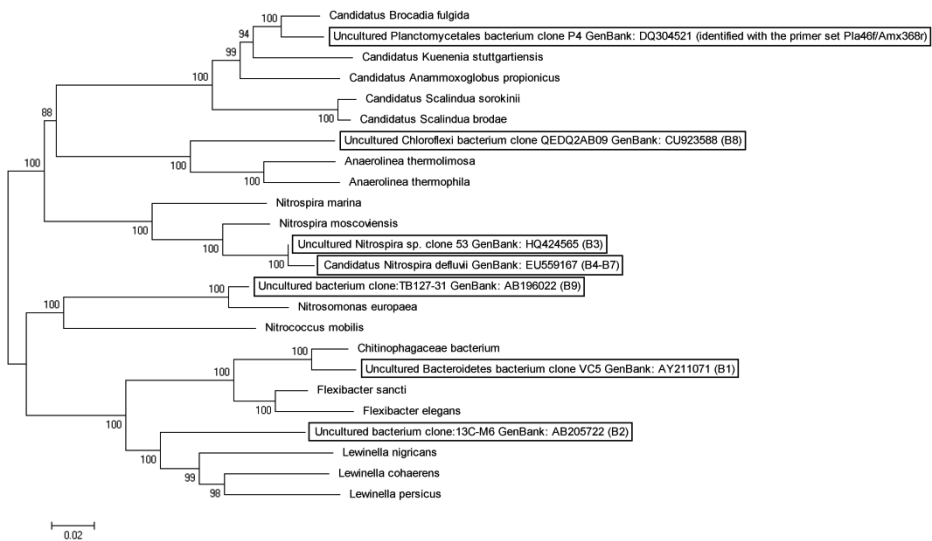 Candidatus Brocadia fulgida
100
Uncultured Planctomycetales bacterium clone P4 GenBank: DQ304521 (identified with the primer set Pla46f/Amx368r)
94
Candidatus Kuenenia stuttgartiensis
99
Candidatus Anammoxoglobus propionicus
100
Candidatus Scalindua sorokinii
88
100
Candidatus Scalindua brodae
Uncultured Chloroflexi bacterium clone QEDQ2AB09 GenBank: CU923588 (B8)
100
Anaerolinea thermolimosa
100
100
Anaerolinea thermophila
Nitrospira marina
100
Nitrospira moscoviensis
100
Uncultured Nitrospira sp. clone 53 GenBank: HQ424565 (B3)
100
Candidatus Nitrospira defluvii GenBank: EU559167 (B4-B7)
100
Uncultured bacterium clone:TB127-31 GenBank: AB196022 (B9)
100
Nitrosomonas europaea
Nitrococcus mobilis
Chitinophagaceae bacterium
100
100
Uncultured Bacteroidetes bacterium clone VC5 GenBank: AY211071 (B1)
Flexibacter sancti
100
Flexibacter elegans
100
Uncultured bacterium clone:13C-M6 GenBank: AB205722 (B2)
100
Lewinella nigricans
99
Lewinella cohaerens
98
Lewinella persicus
0.02